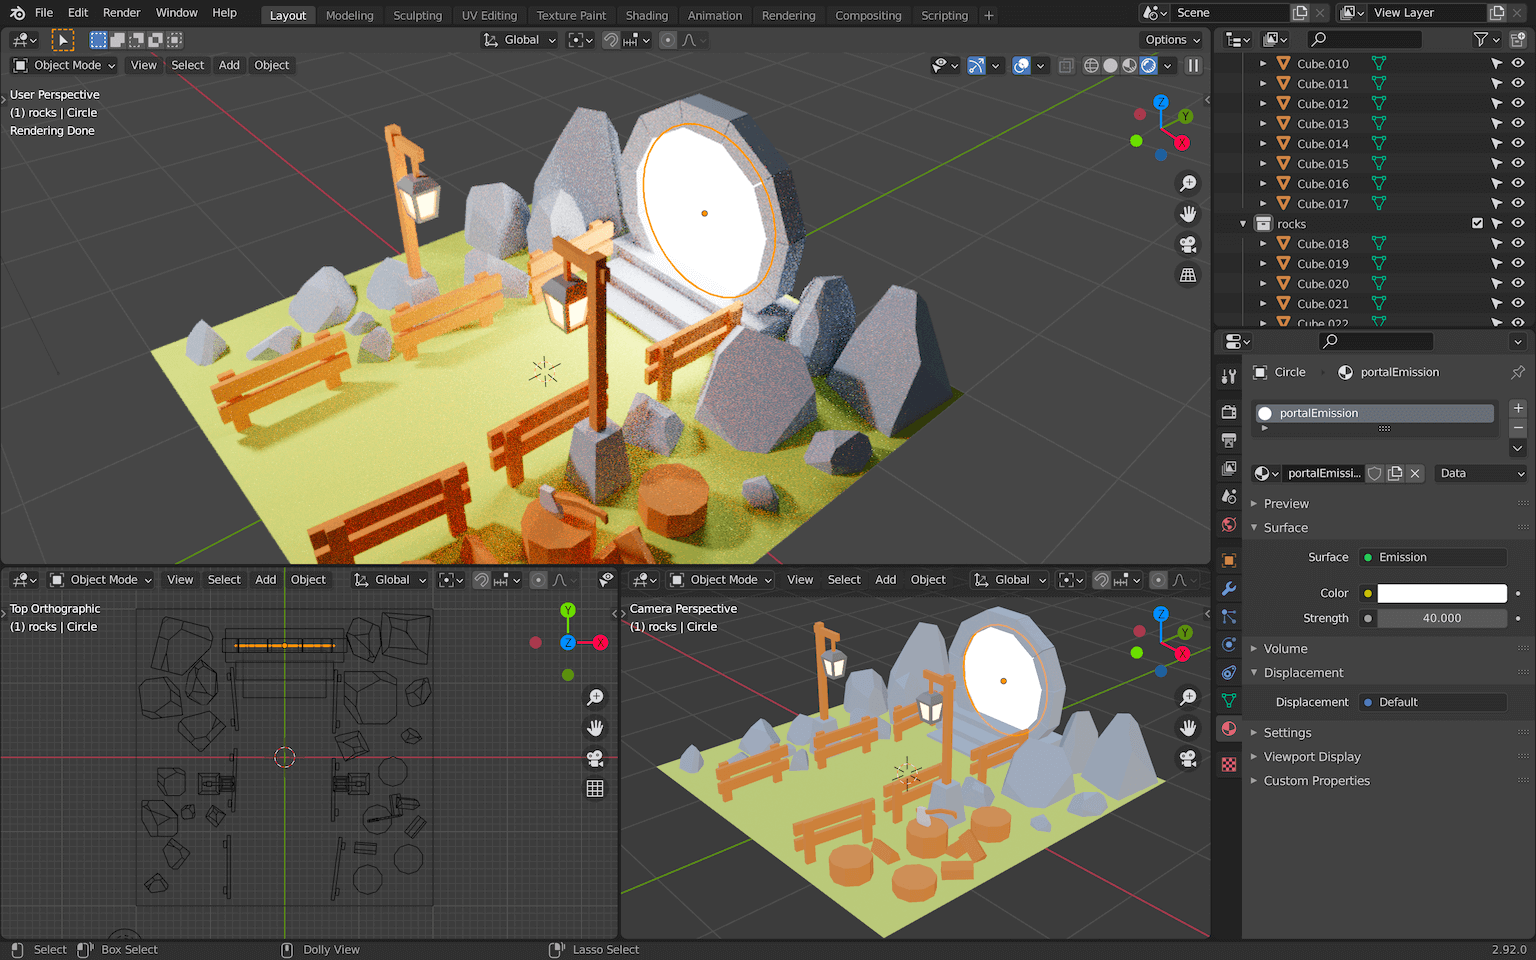 File Edit Render Window Help Layout Modeling Sculpting UV Editing Texture Paint Shading Animation Rendering Compositing Scripting + Scene View Layer
Global Options
Object Mode View Select Add Object
User Perspective
(1) rocks | Circle
Rendering Done
Z
Y
X
Cube.010
Cube.011
Cube.012
Cube.013
Cube.014
Cube.015
Cube.016
Cube.017
rocks
Cube.018
Cube.019
Cube.020
Cube.021
Cube.022
Circle portalEmission
portalEmission
portalEmissi... Data
Preview
Surface
Surface Emission
Color
Strength 40.000
Volume
Displacement
Displacement Default
Settings
Viewport Display
Custom Properties
Object Mode View Select Add Object Global
Top Orthographic
(1) rocks | Circle
Y
Z X
Object Mode View Select Add Object Global
Camera Perspective
(1) rocks | Circle
Z
Y
X
Select Box Select Dolly View Lasso Select 2.92.0